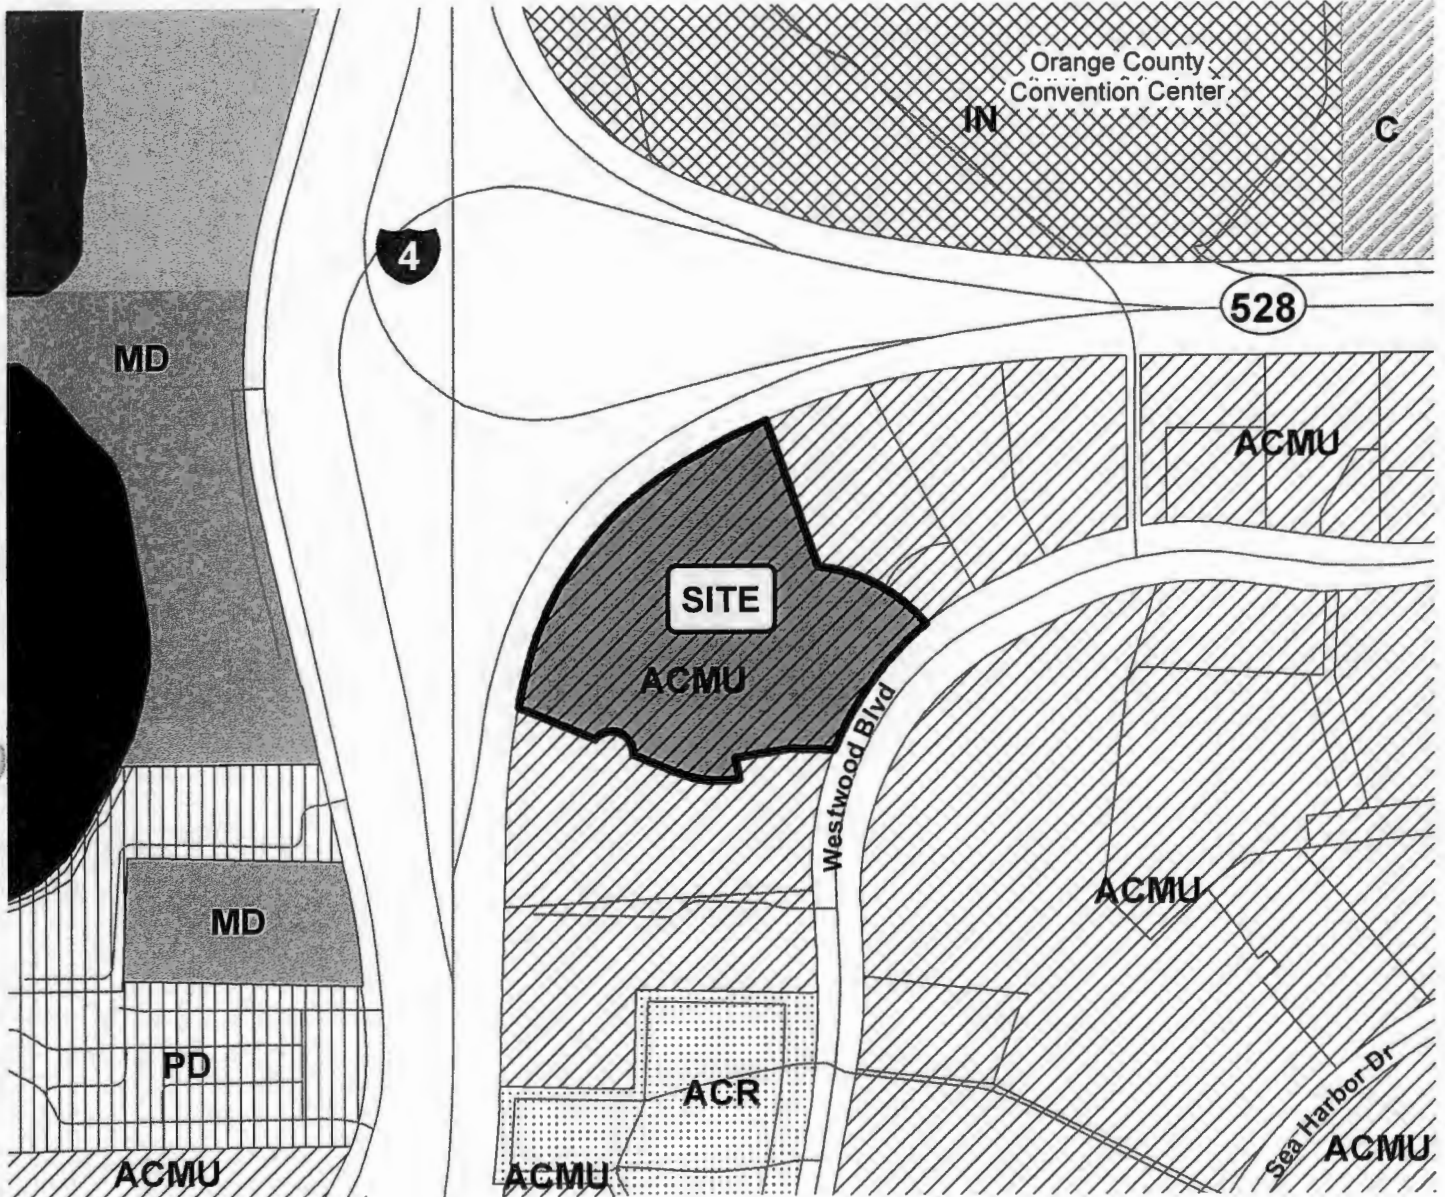 Orange County
Convention Center
IN
C
4
528
MD
ACMU
SITE
ACMU
Westwood Blvd
ACMU
MD
PD
ACR
Sea Harbor Dr
ACMU
ACMU
ACMU